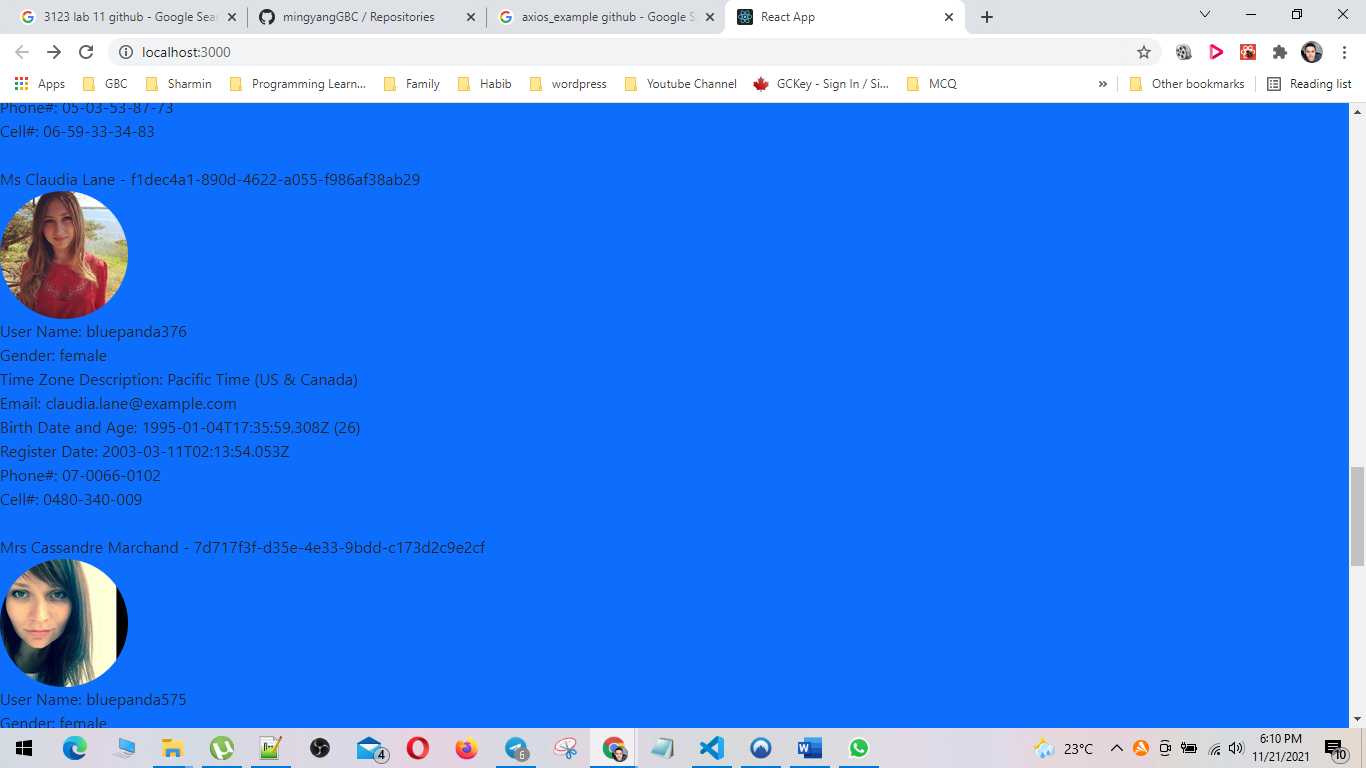 3123 lab 11 github - Google Sear
mingyangGBC / Repositories
axios_example github - Google S
React App
localhost:3000
Apps
GBC
Sharmin
Programming Learn...
Family
Habib
wordpress
Youtube Channel
GCKey - Sign In / Si...
MCQ
»
Other bookmarks
Reading list
Phone#: 05-03-53-87-73
Cell#: 06-59-33-34-83
Ms Claudia Lane - f1dec4a1-890d-4622-a055-f986af38ab29
User Name: bluepanda376
Gender: female
Time Zone Description: Pacific Time (US & Canada)
Email: claudia.lane@example.com
Birth Date and Age: 1995-01-04T17:35:59.308Z (26)
Register Date: 2003-03-11T02:13:54.053Z
Phone#: 07-0066-0102
Cell#: 0480-340-009
Mrs Cassandre Marchand - 7d717f3f-d35e-4e33-9bdd-c173d2c9e2cf
User Name: bluepanda575
Gender: female
4
6
23°C
6:10 PM
11/21/2021
10